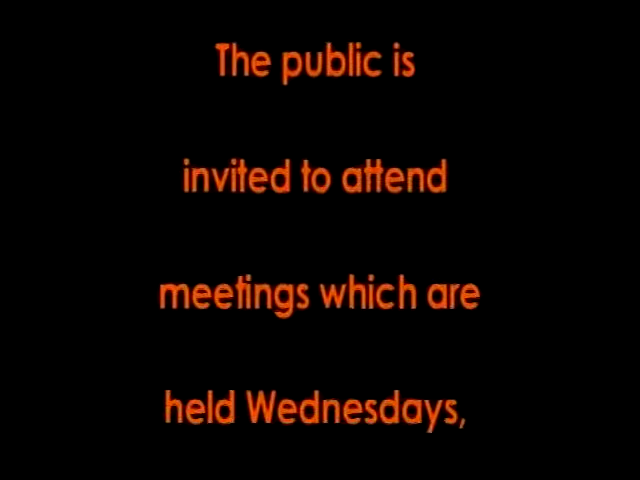 The public is
invited to attend
meetings which are
held Wednesdays,